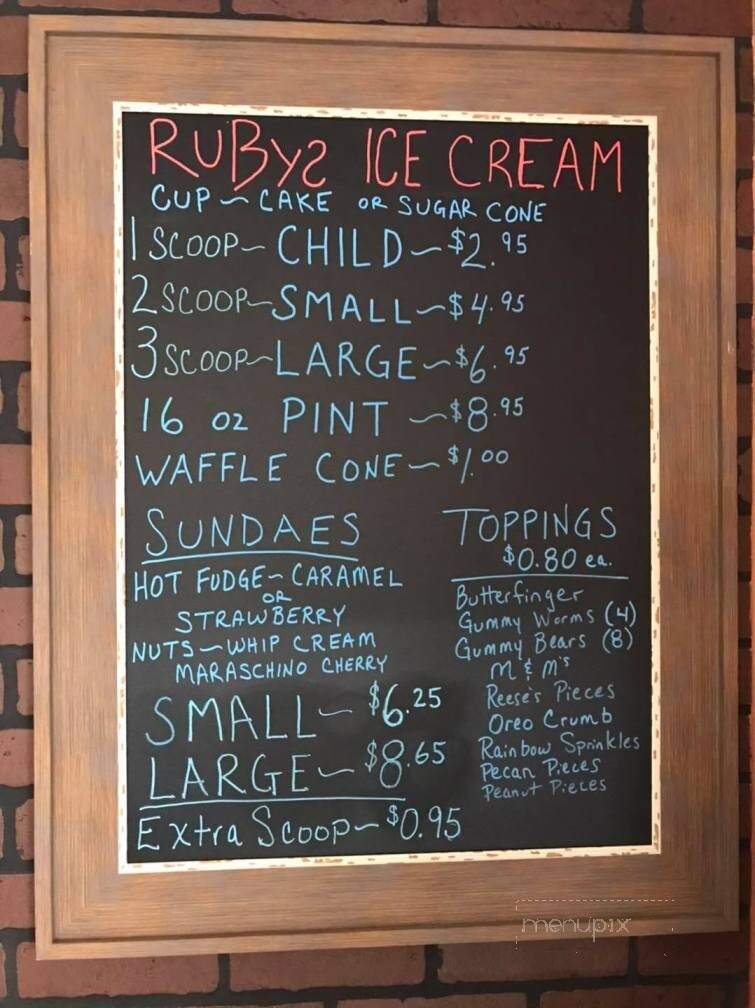 RUBYS ICE CREAM
CUP ~ CAKE OR SUGAR CONE
1 SCOOP ~ CHILD ~ $2.95
2 SCOOP ~ SMALL ~ $4.95
3 SCOOP ~ LARGE ~ $6.95
16 oz PINT ~ $8.95
WAFFLE CONE ~ $1.00
SUNDAES
HOT FUDGE ~ CARAMEL
OR
STRAWBERRY
NUTS ~ WHIP CREAM
MARASCHINO CHERRY
SMALL ~ $6.25
LARGE ~ $8.65
Extra Scoop ~ $0.95
TOPPINGS
$0.80 ea.
Butterfinger
Gummy Worms (4)
Gummy Bears (8)
M & M's
Reese's Pieces
Oreo Crumb
Rainbow Sprinkles
Pecan Pieces
Peanut Pieces
menupix